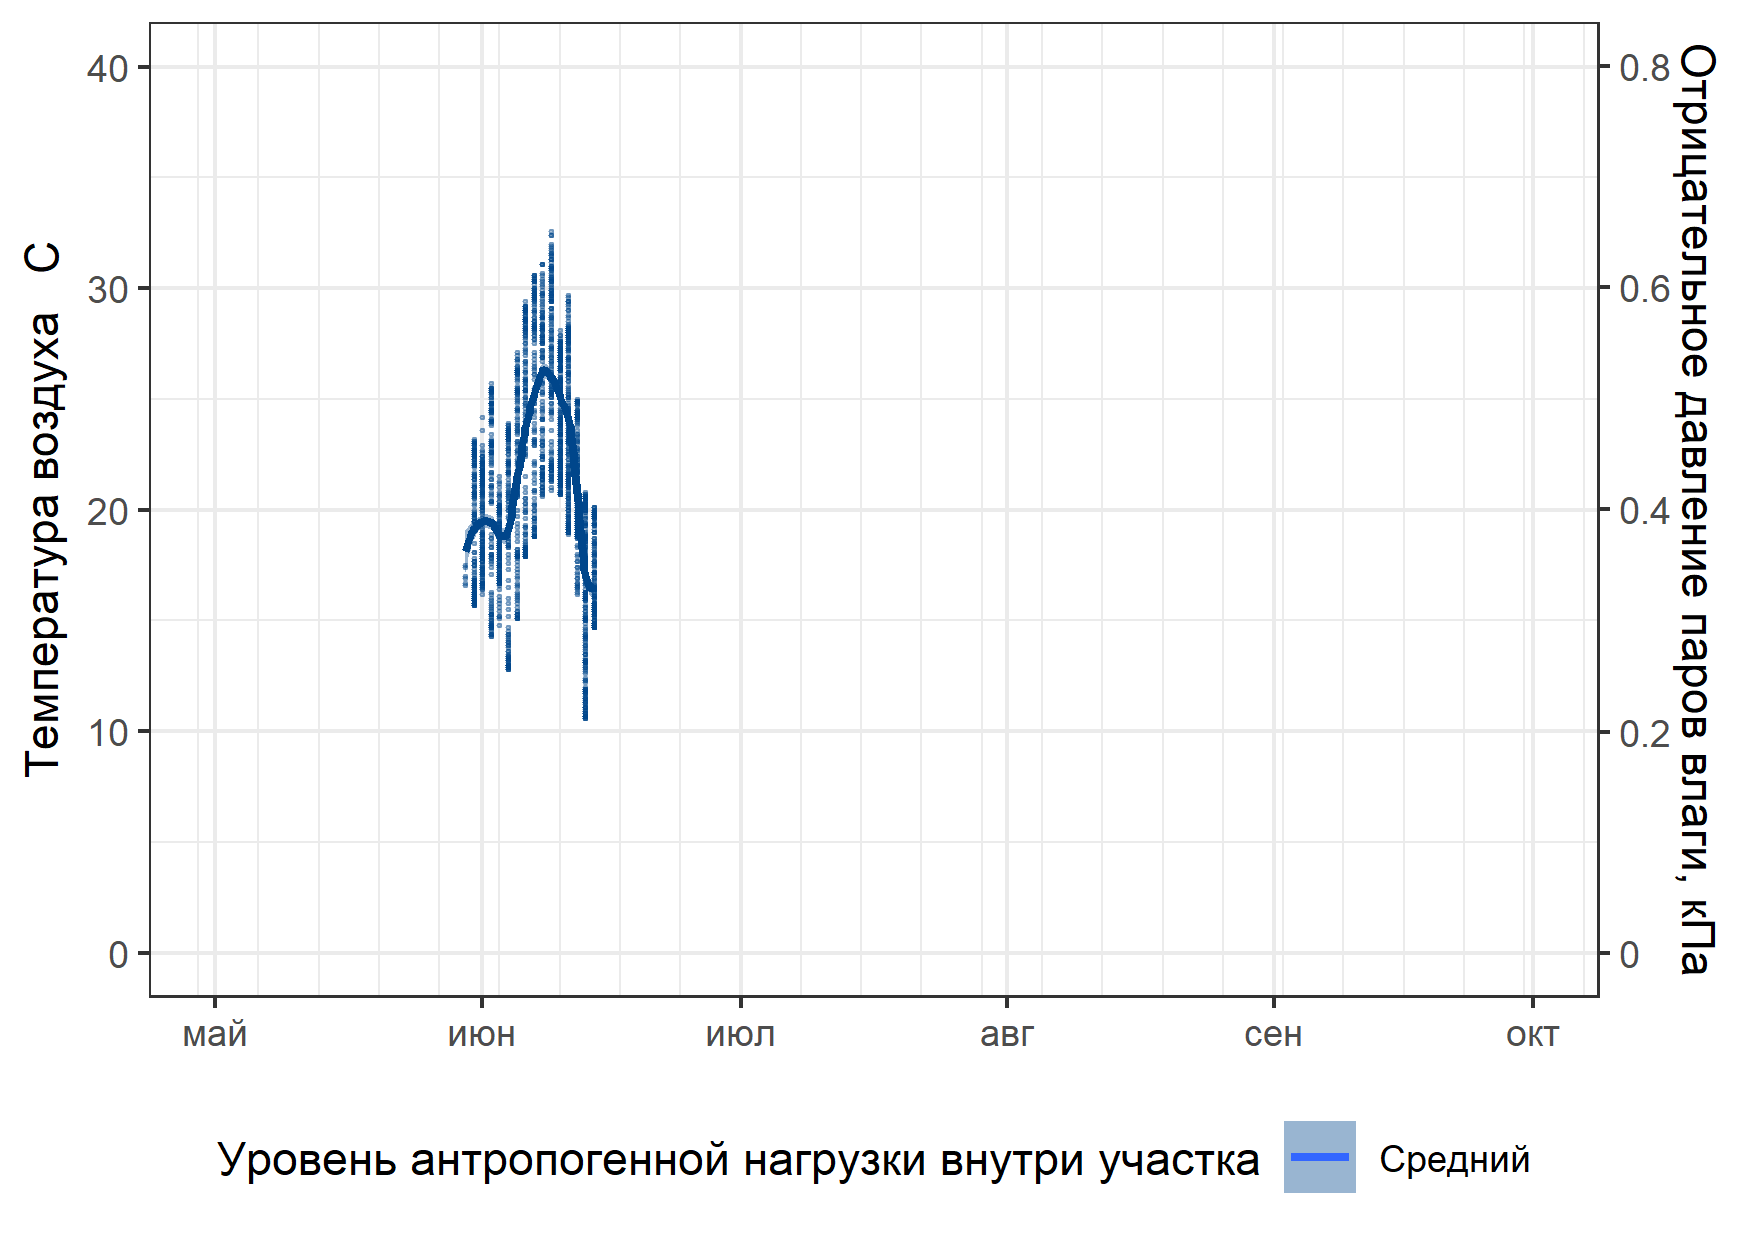 Температура воздуха C
40
30
20
10
0
0.8
0.6
0.4
0.2
0
Отрицательное давление паров влаги, кПа
май июн июл авг сен окт
Уровень антропогенной нагрузки внутри участка Средний